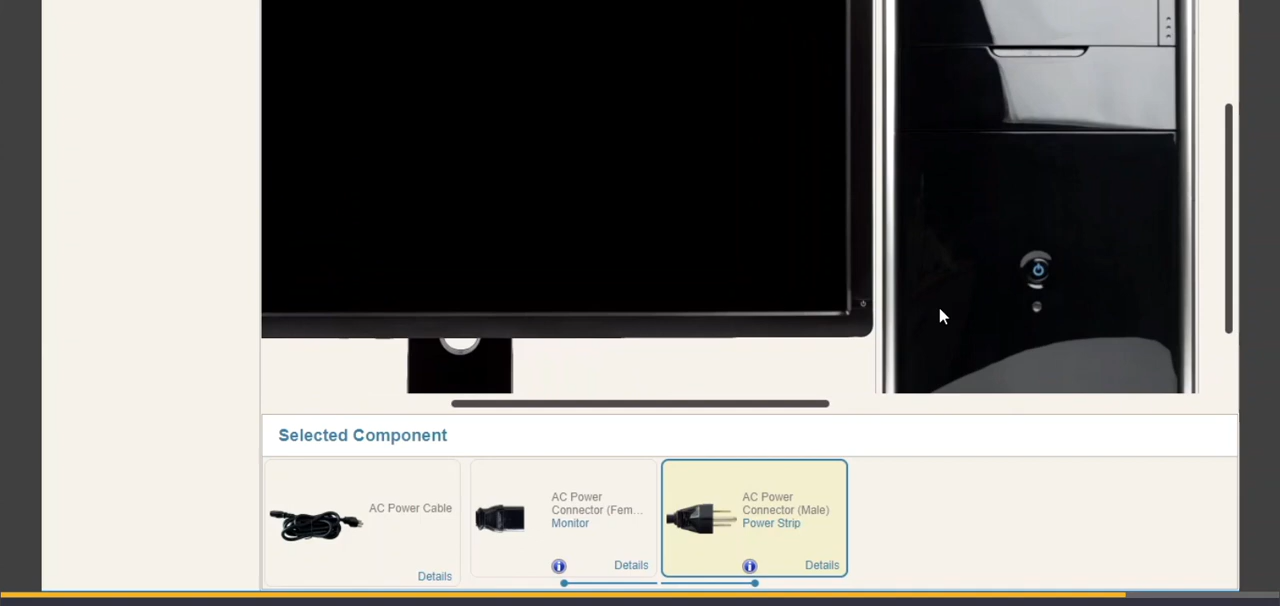 Selected Component
AC Power Cable
Details
AC Power
Connector (Fem...
Monitor
Details
AC Power
Connector (Male)
Power Strip
Details